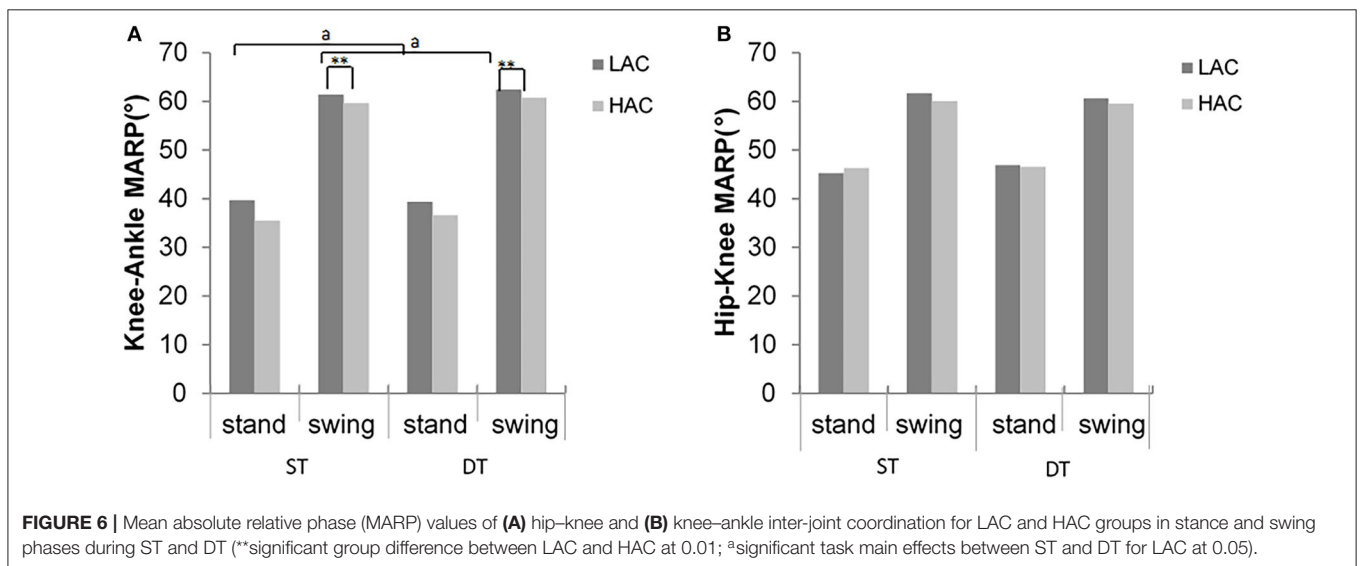 A
a
a
**
**
70
60
50
40
30
20
10
0
Knee-Ankle MARP(°)
LAC
HAC
stand swing stand swing
ST DT
B
70
60
50
40
30
20
10
0
Hip-Knee MARP(°)
LAC
HAC
stand swing stand swing
ST DT
FIGURE 6 | Mean absolute relative phase (MARP) values of (A) hip–knee and (B) knee–ankle inter-joint coordination for LAC and HAC groups in stance and swing
phases during ST and DT (**significant group difference between LAC and HAC at 0.01; ᵃsignificant task main effects between ST and DT for LAC at 0.05).